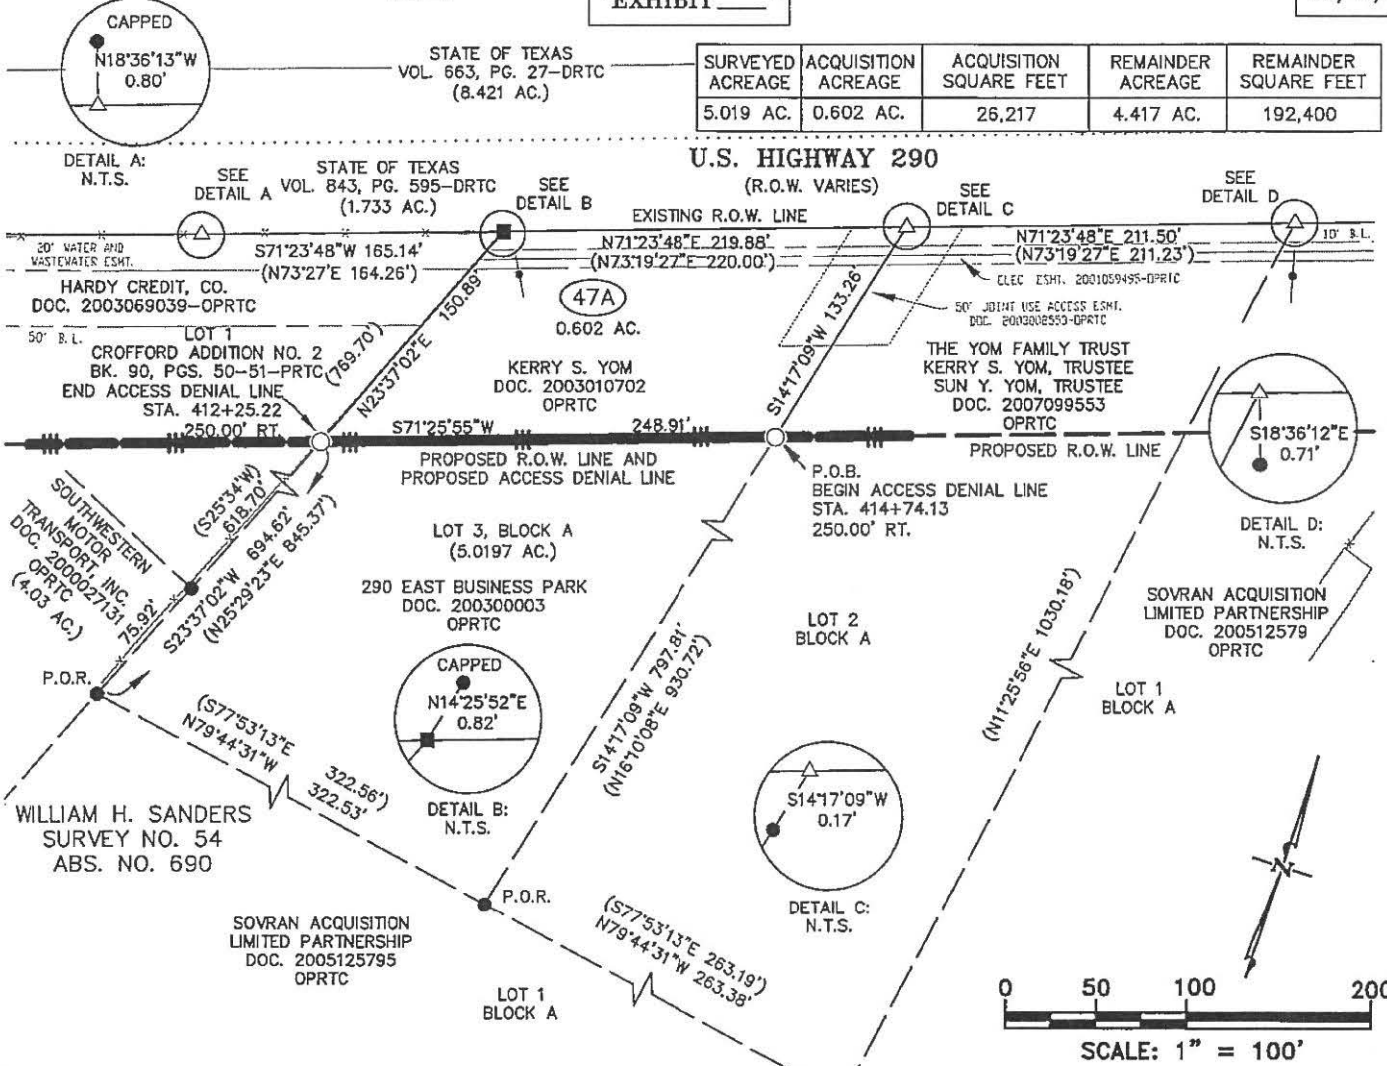 EXHIBIT
CAPPED
N18°36'13"W
0.80'
DETAIL A:
N.T.S.
STATE OF TEXAS
VOL. 663, PG. 27-DRTC
(8.421 AC.)
SURVEYED ACREAGE
ACQUISITION ACREAGE
ACQUISITION SQUARE FEET
REMAINDER ACREAGE
REMAINDER SQUARE FEET
5.019 AC.
0.602 AC.
26,217
4.417 AC.
192,400
U.S. HIGHWAY 290
(R.O.W. VARIES)
SEE
DETAIL A
STATE OF TEXAS
VOL. 843, PG. 595-DRTC
(1.733 AC.)
SEE
DETAIL B
EXISTING R.O.W. LINE
SEE
DETAIL C
SEE
DETAIL D
20' WATER AND
WASTEWATER ESMT.
S71°23'48"W 165.14'
(N73°27'E 164.26')
N71°23'48"E 219.88'
(N73°19'27"E 220.00')
N71°23'48"E 211.50'
(N73°19'27"E 211.23')
10' B.L.
ELEC ESMT. 2001059495-OPRTC
50' JOINT USE ACCESS ESMT.
DOC. 2003002553-OPRTC
HARDY CREDIT, CO.
DOC. 2003069039-OPRTC
50' B.L.
LOT 1
CROFFORD ADDITION NO. 2
BK. 90, PGS. 50-51-PRTC
END ACCESS DENIAL LINE
STA. 412+25.22
250.00' RT.
(769.70')
N23°37'02"E 150.89'
47A
0.602 AC.
KERRY S. YOM
DOC. 2003010702
OPRTC
S14°17'09"W 133.26'
THE YOM FAMILY TRUST
KERRY S. YOM, TRUSTEE
SUN Y. YOM, TRUSTEE
DOC. 2007099553
OPRTC
S71°25'55"W 248.91'
PROPOSED R.O.W. LINE AND
PROPOSED ACCESS DENIAL LINE
PROPOSED R.O.W. LINE
P.O.B.
BEGIN ACCESS DENIAL LINE
STA. 414+74.13
250.00' RT.
S18°36'12"E
0.71'
DETAIL D:
N.T.S.
SOUTHWESTERN
MOTOR
TRANSPORT, INC.
DOC. 2000027131
OPRTC
(4.03 AC.)
(S25°34'W)
618.70'
75.92'
S23°37'02"W 694.62'
(N25°29'23"E 845.37')
P.O.R.
LOT 3, BLOCK A
(5.0197 AC.)
290 EAST BUSINESS PARK
DOC. 200300003
OPRTC
CAPPED
N14°25'52"E
0.82'
DETAIL B:
N.T.S.
S14°17'09"W 797.81'
(N16°10'08"E 930.72')
LOT 2
BLOCK A
(N11°25'56"E 1030.18')
SOVRAN ACQUISITION
LIMITED PARTNERSHIP
DOC. 200512579
OPRTC
LOT 1
BLOCK A
(S77°53'13"E 322.56')
N79°44'31"W 322.53'
WILLIAM H. SANDERS
SURVEY NO. 54
ABS. NO. 690
P.O.R.
S14°17'09"W
0.17'
DETAIL C:
N.T.S.
SOVRAN ACQUISITION
LIMITED PARTNERSHIP
DOC. 2005125795
OPRTC
(S77°53'13"E 263.19')
N79°44'31"W 263.38'
LOT 1
BLOCK A
N
0 50 100 200
SCALE: 1" = 100'